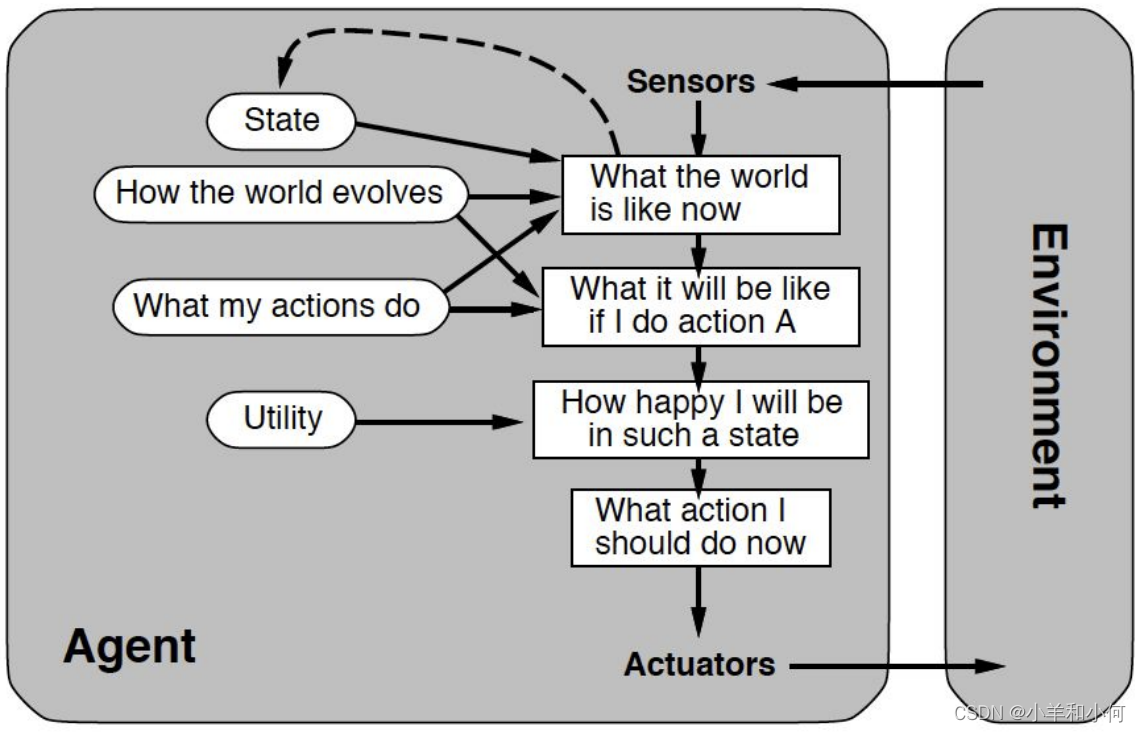 Sensors
State
What the world
is like now
How the world evolves
What it will be like
if I do action A
What my actions do
How happy I will be
in such a state
Utility
What action I
should do now
Agent
Actuators
Environment
CSDN @小羊和小何